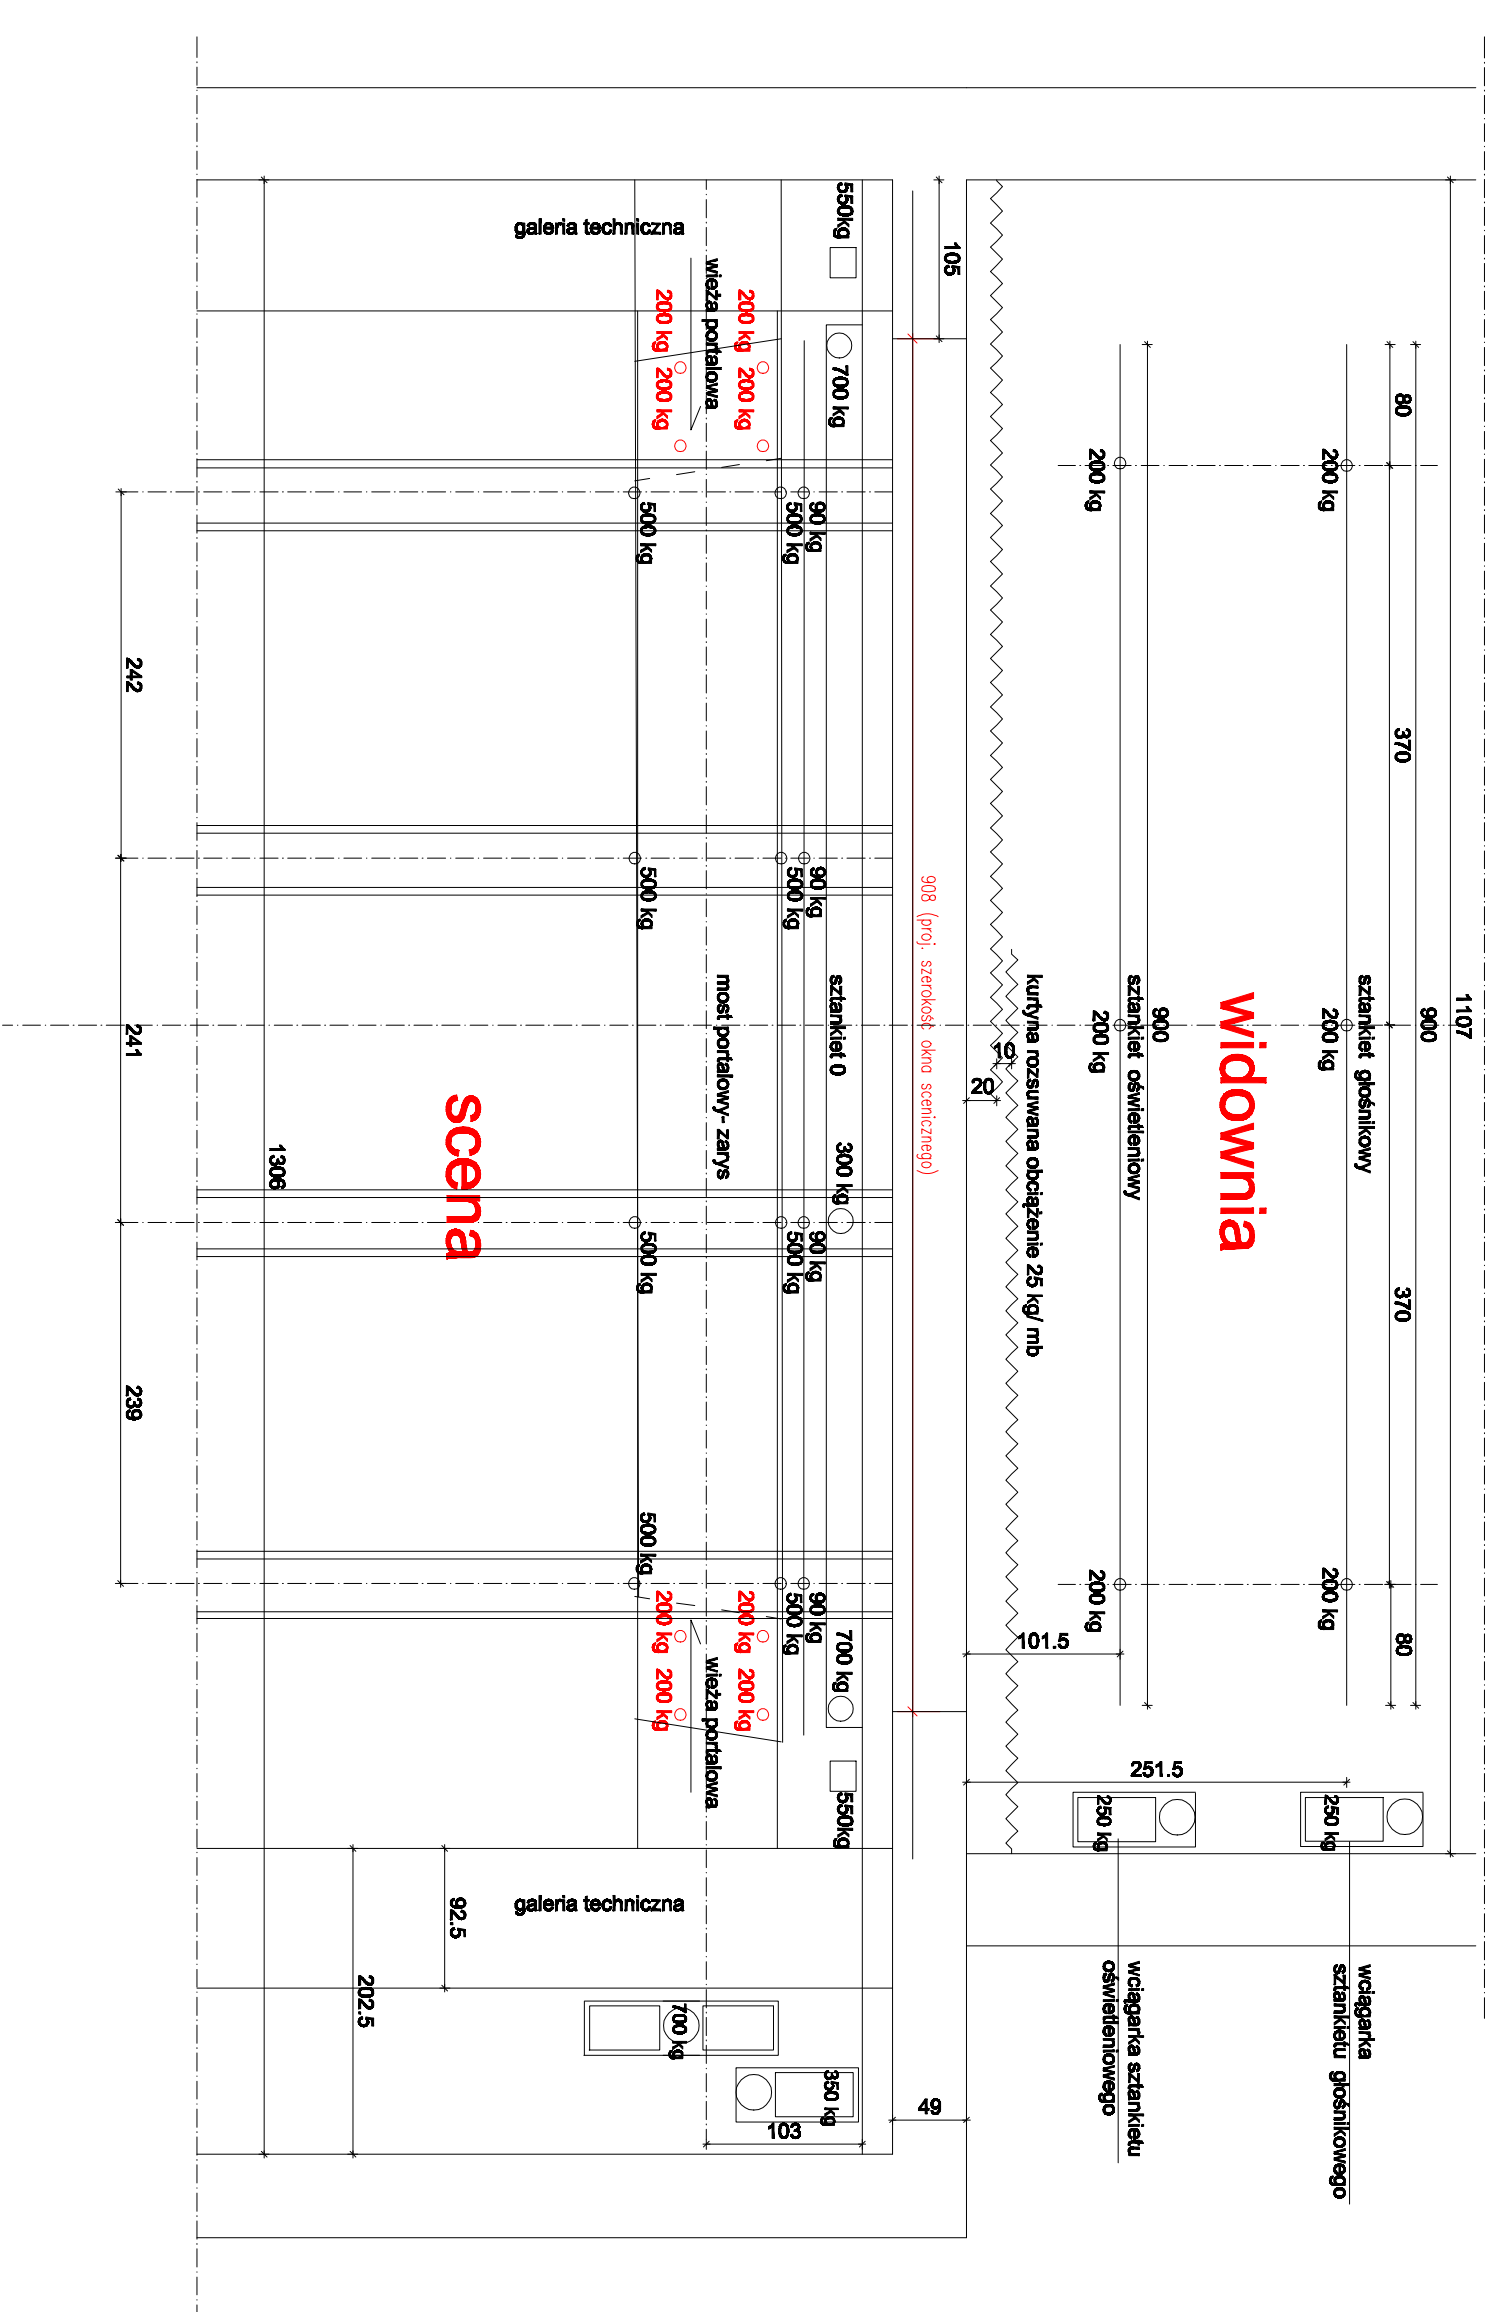 1107
900
80
370
370
80
sztankiet głośnikowy
200 kg
200 kg
200 kg
widownia
900
sztankiet oświetleniowy
200 kg
200 kg
200 kg
101.5
251.5
250 kg
250 kg
wciągarka
sztankietu głośnikowego
wciągarka sztankietu
oświetleniowego
kurtyna rozsuwana obciążenie 25 kg/ mb
10
20
105
908 (proj. szerokość okna scenicznego)
49
550kg
700 kg
sztankiet 0
300 kg
700 kg
550kg
350 kg
103
90 kg
90 kg
90 kg
90 kg
500 kg
500 kg
500 kg
500 kg
200 kg 200 kg
200 kg 200 kg
wieża portalowa
most portalowy- zarys
wieża portalowa
200 kg 200 kg
200 kg 200 kg
700 kg
500 kg
500 kg
500 kg
500 kg
galeria techniczna
galeria techniczna
scena
92.5
202.5
1306
242
241
239